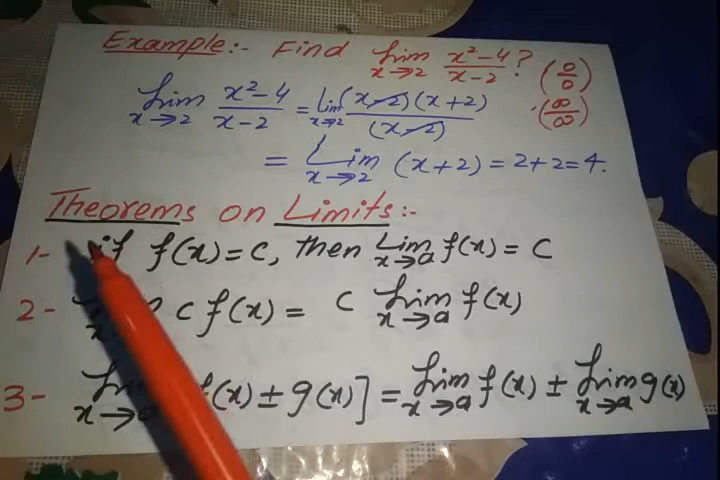 Example:- Find Lim x→2 x²-4/x-2 ? (0/0)
Lim x→2 x²-4/x-2 = Lim x→2 (x-2)(x+2)/(x-2) (∞/∞)
= Lim x→2 (x+2) = 2+2=4.
Theorems on Limits:-
1- if f(x)=c, then Lim x→a f(x) = C
2- c f(x) = C Lim x→a f(x)
3- Lim x→a f(x) ± g(x)] = Lim x→a f(x) ± Lim x→a g(x)